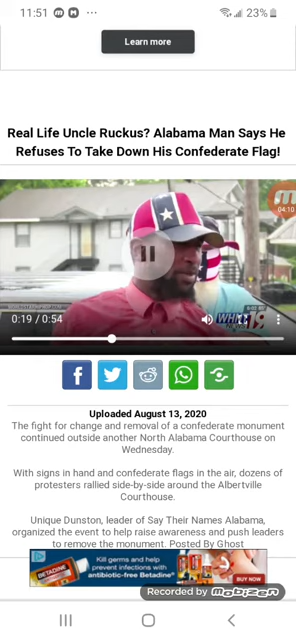 11:51
23%
Learn more
Real Life Uncle Ruckus? Alabama Man Says He
Refuses To Take Down His Confederate Flag!
04:10
0:19 / 0:54
WHNT
NEWS 19
Uploaded August 13, 2020
The fight for change and removal of a confederate monument
continued outside another North Alabama Courthouse on
Wednesday.
With signs in hand and confederate flags in the air, dozens of
protesters rallied side-by-side around the Albertville
Courthouse.
Unique Dunston, leader of Say Their Names Alabama,
organized the event to help raise awareness and push leaders
to remove the monument. Posted By Ghost
BETADINE
Kill germs and help
prevent infections with
antibiotic-free Betadine®
BUY NOW
Recorded by Mobizen